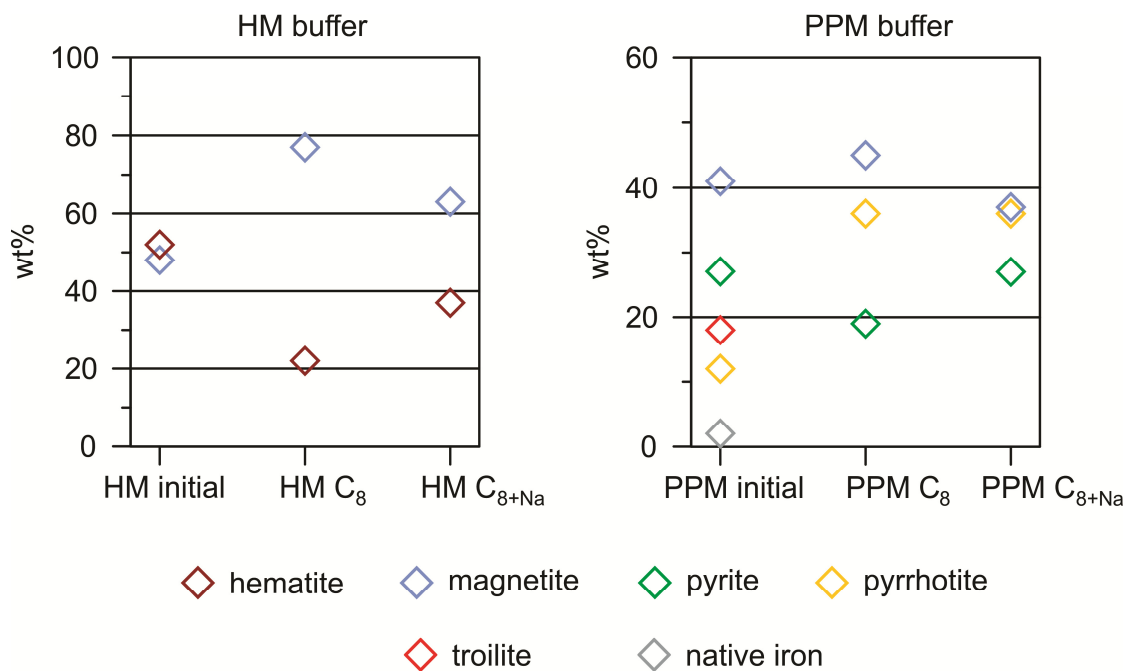 HM buffer
PPM buffer
100
80
60
40
20
0
wt%
60
40
20
0
wt%
HM initial
HM C₈
HM C₈₊Na
PPM initial
PPM C₈
PPM C₈₊Na
hematite
magnetite
pyrite
pyrrhotite
troilite
native iron